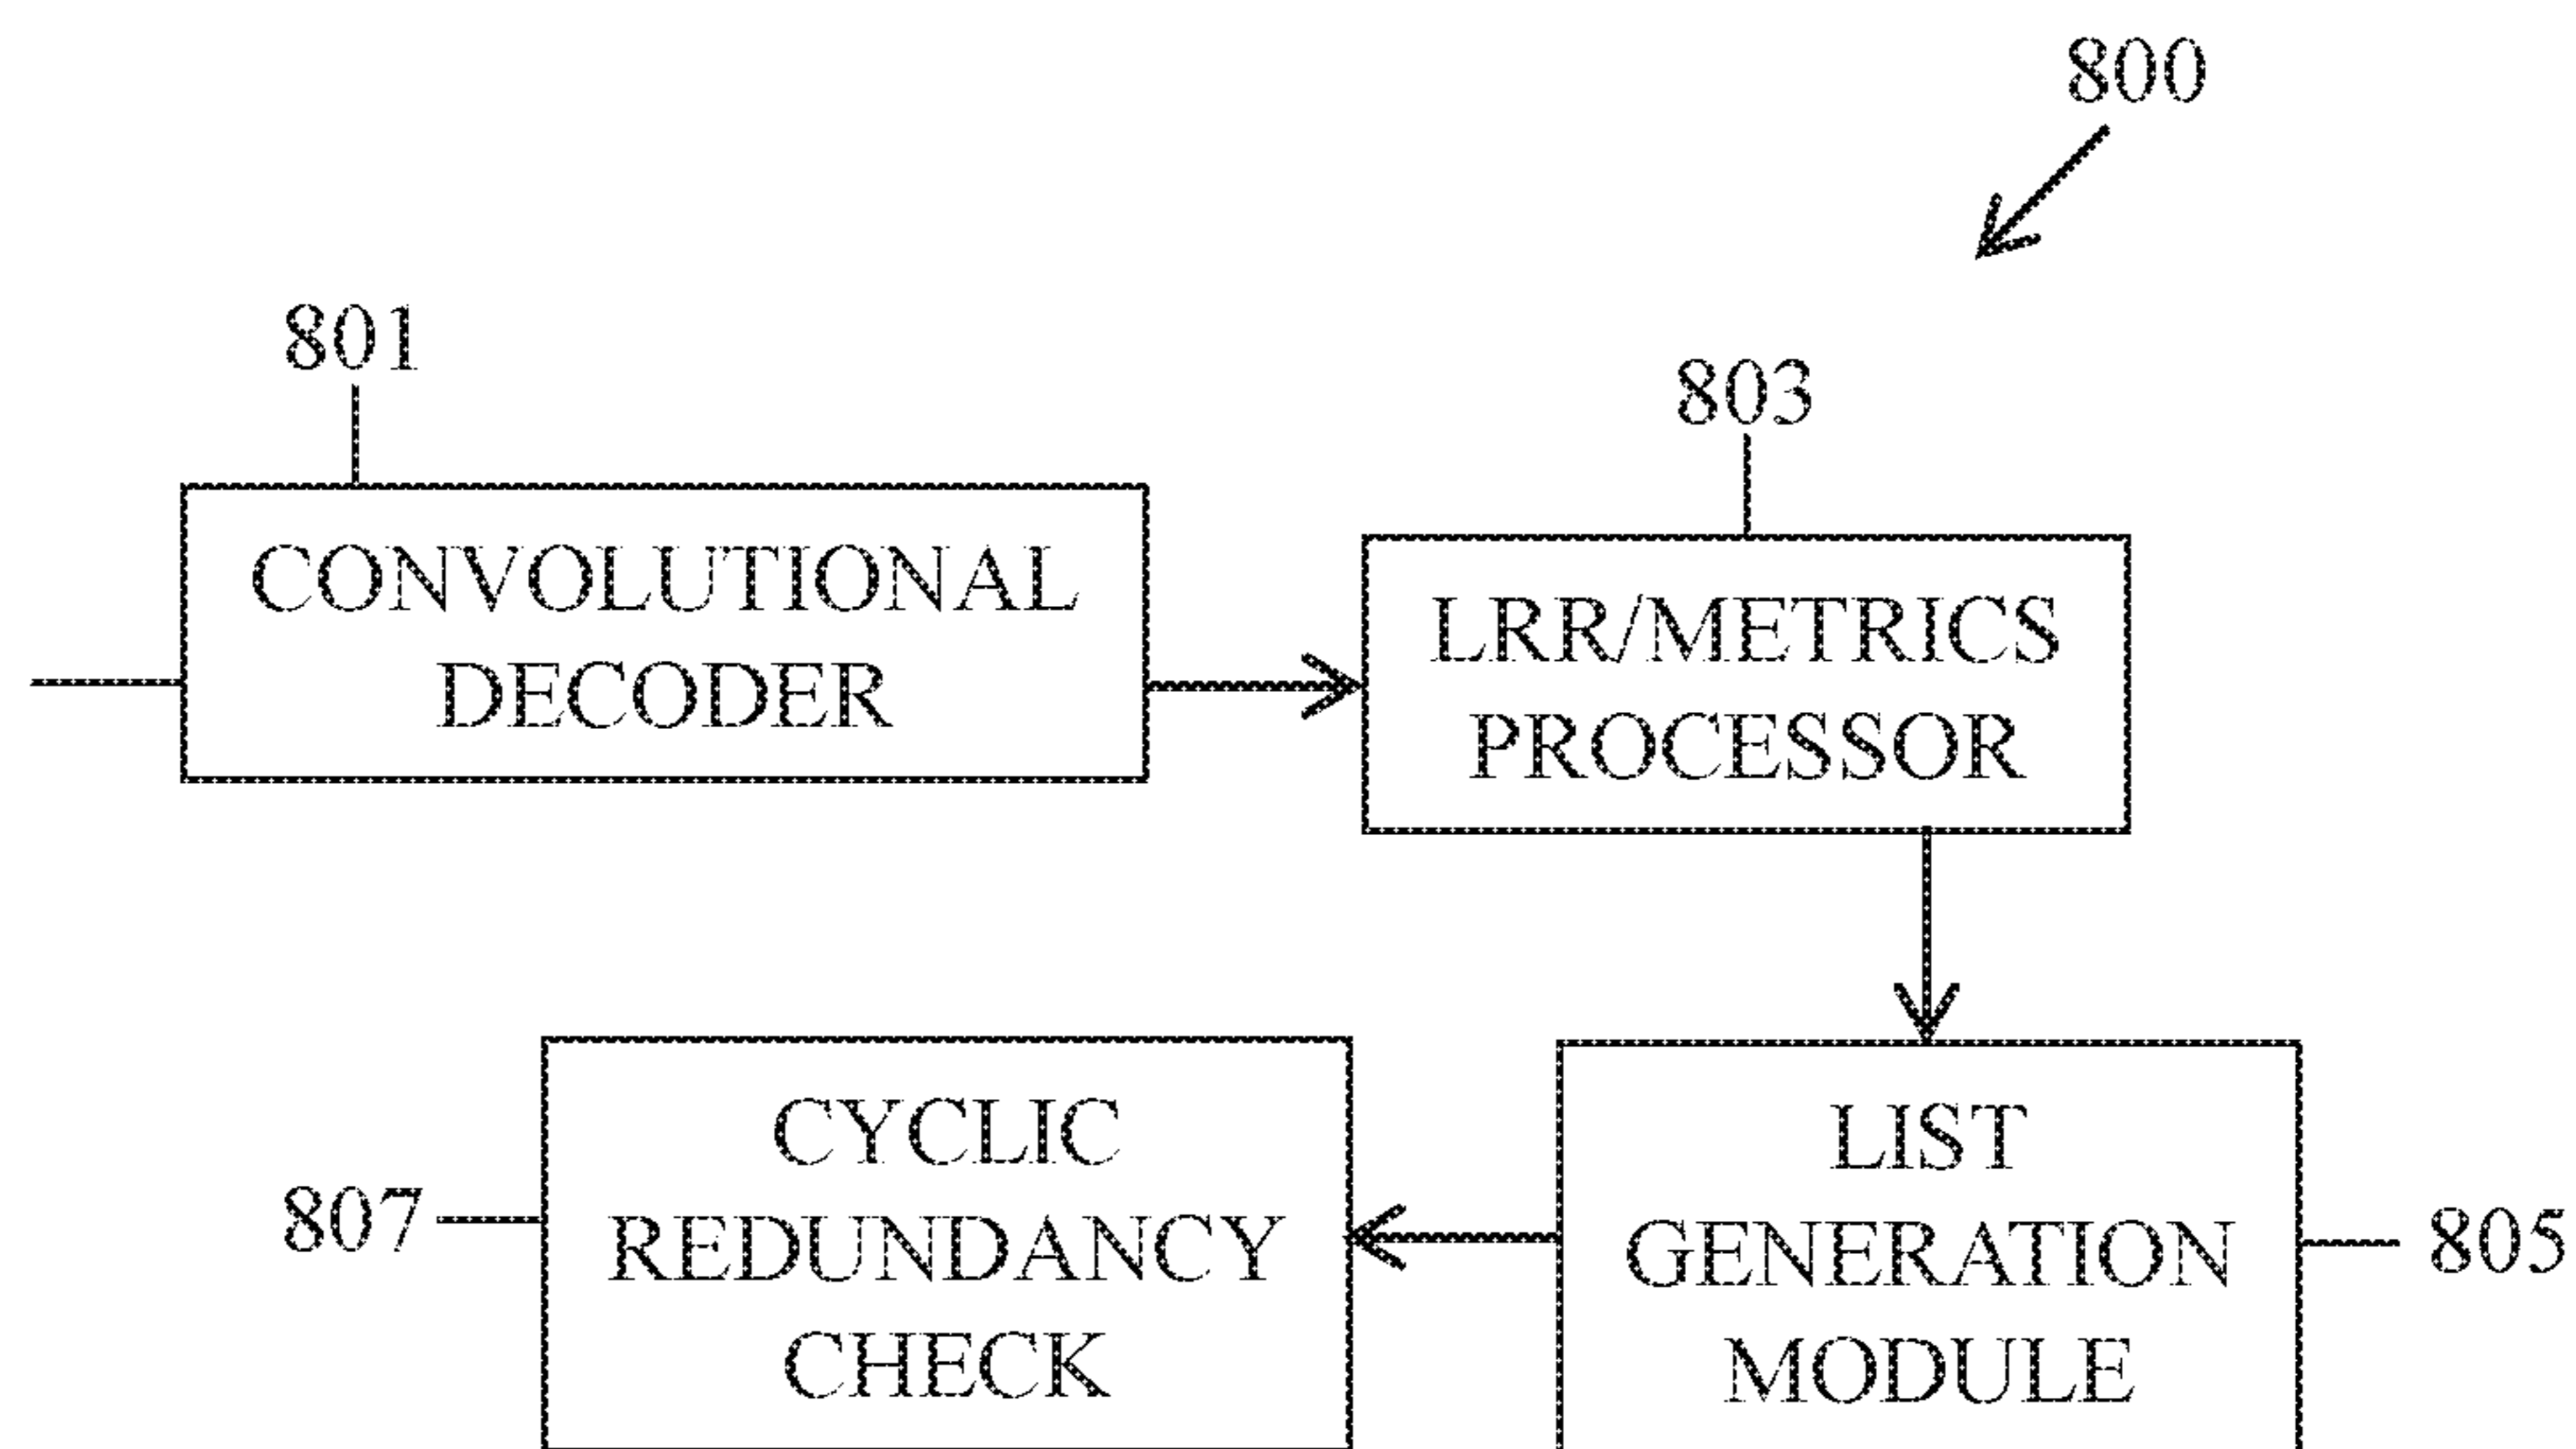 800
801
CONVOLUTIONAL
DECODER
803
LRR/METRICS
PROCESSOR
807
CYCLIC
REDUNDANCY
CHECK
LIST
GENERATION
MODULE
805